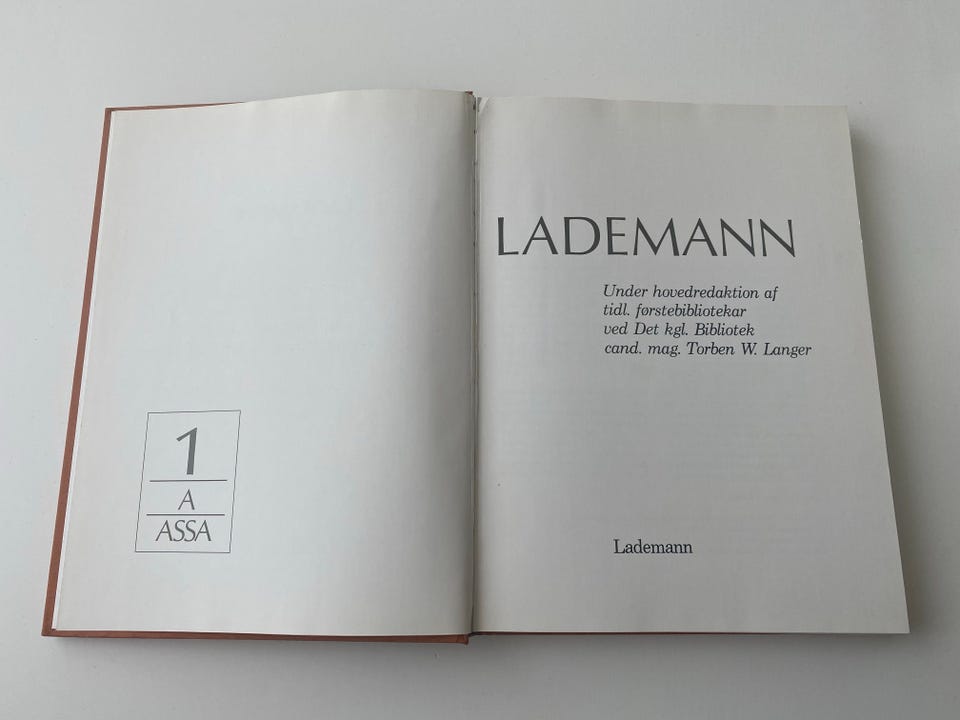 1
A
ASSA
LADEMANN
Under hovedredaktion af
tidl. førstebibliotekar
ved Det kgl. Bibliotek
cand. mag. Torben W. Langer
Lademann